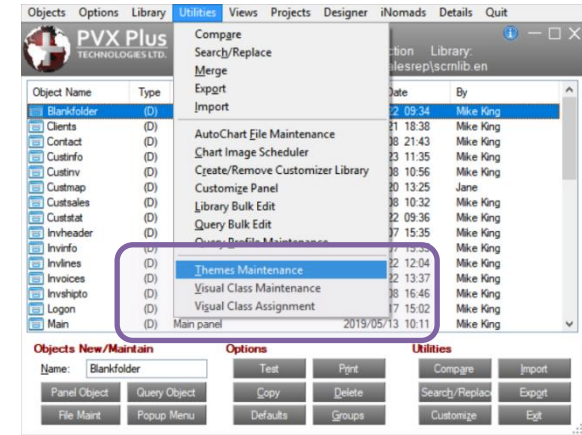 Objects Options Library Utilities Views Projects Designer iNomads Details Quit
PVX Plus
TECHNOLOGIES LTD.
ction Library:
alesrep\scrnlib.en
Compare
Search/Replace
Merge
Export
Import
AutoChart File Maintenance
Chart Image Scheduler
Create/Remove Customizer Library
Customize Panel
Library Bulk Edit
Query Bulk Edit
Query Profile Maintenance
Themes Maintenance
Visual Class Maintenance
Visual Class Assignment
Object Name Type Date By
Blankfolder (D) 22 09:34 Mike King
Clients (D) 21 18:38 Mike King
Contact (D) 08 21:43 Mike King
Custinfo (D) 23 11:35 Mike King
Custinv (D) 08 10:56 Mike King
Custmap (D) 20 13:25 Jane
Custsales (D) 08 10:32 Mike King
Custstat (D) 22 09:36 Mike King
Invheader (D) 07 15:35 Mike King
Invinfo (D) 07 15:35 Mike King
Invlines (D) 22 12:04 Mike King
Invoices (D) 22 13:37 Mike King
Invshipto (D) 08 16:46 Mike King
Logon (D) 17 15:02 Mike King
Main (D) Main panel 2019/05/13 10:11 Mike King
Objects New/Maintain Options Utilities
Name: Blankfolder Test Print Compare Import
Panel Object Query Object Copy Delete Search/Replace Export
File Maint Popup Menu Defaults Groups Customize Exit